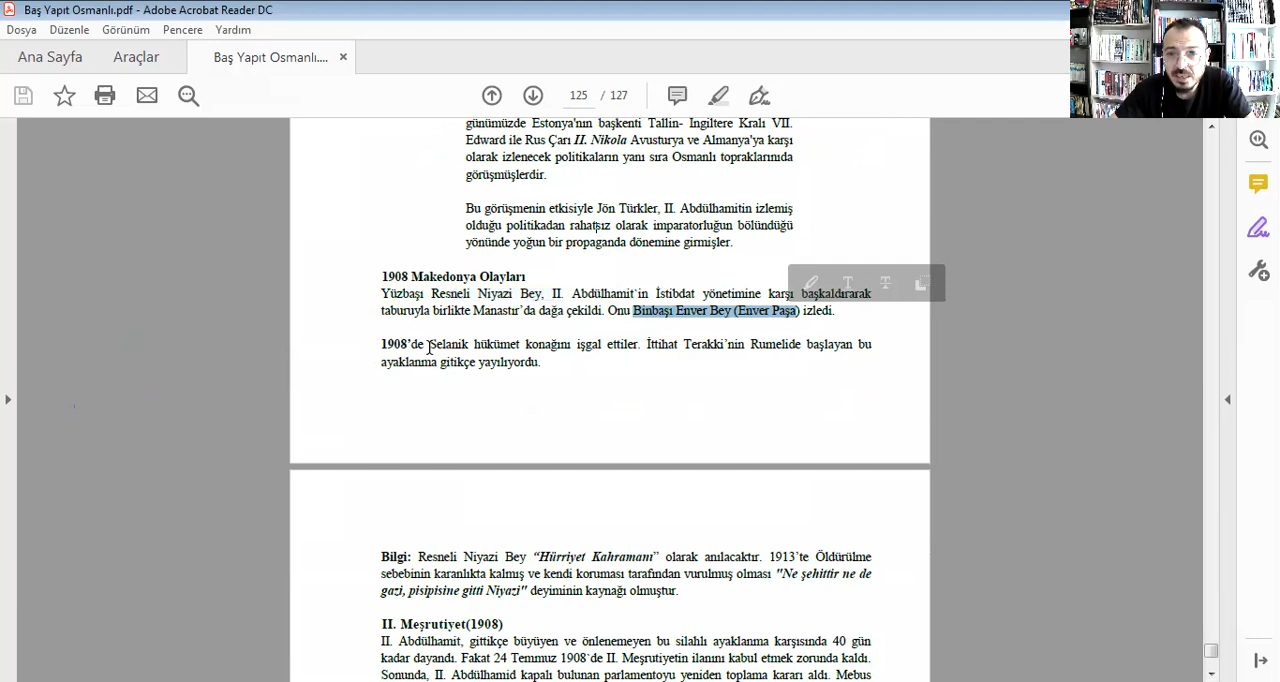 Baş Yapıt Osmanlı.pdf - Adobe Acrobat Reader DC
Dosya Düzenle Görünüm Pencere Yardım
Ana Sayfa Araçlar Baş Yapıt Osmanlı.... ×
125 / 127
günümüzde Estonya'nın başkenti Tallin- İngiltere Kralı VII.
Edward ile Rus Çarı II. Nikola Avusturya ve Almanya'ya karşı
olarak izlenecek politikaların yanı sıra Osmanlı topraklarınıda
görüşmüşlerdir.
Bu görüşmenin etkisiyle Jön Türkler, II. Abdülhamitin izlemiş
olduğu politikadan rahatsız olarak imparatorluğun bölündüğü
yönünde yoğun bir propaganda dönemine girmişler.
1908 Makedonya Olayları
Yüzbaşı Resneli Niyazi Bey, II. Abdülhamit`in İstibdat yönetimine karşı başkaldırarak
taburuyla birlikte Manastır’da dağa çekildi. Onu Binbaşı Enver Bey (Enver Paşa) izledi.
1908’de Selanik hükümet konağını işgal ettiler. İttihat Terakki’nin Rumelide başlayan bu
ayaklanma gitikçe yayılıyordu.
Bilgi: Resneli Niyazi Bey “Hürriyet Kahramanı” olarak anılacaktır. 1913`te Öldürülme
sebebinin karanlıkta kalmış ve kendi koruması tarafından vurulmuş olması "Ne şehittir ne de
gazi, pisipisine gitti Niyazi" deyiminin kaynağı olmuştur.
II. Meşrutiyet(1908)
II. Abdülhamit, gittikçe büyüyen ve önlenemeyen bu silahlı ayaklanma karşısında 40 gün
kadar dayandı. Fakat 24 Temmuz 1908`de II. Meşrutiyetin ilanını kabul etmek zorunda kaldı.
Sonunda, II. Abdülhamid kapalı bulunan parlamentoyu yeniden toplama kararı aldı. Mebus